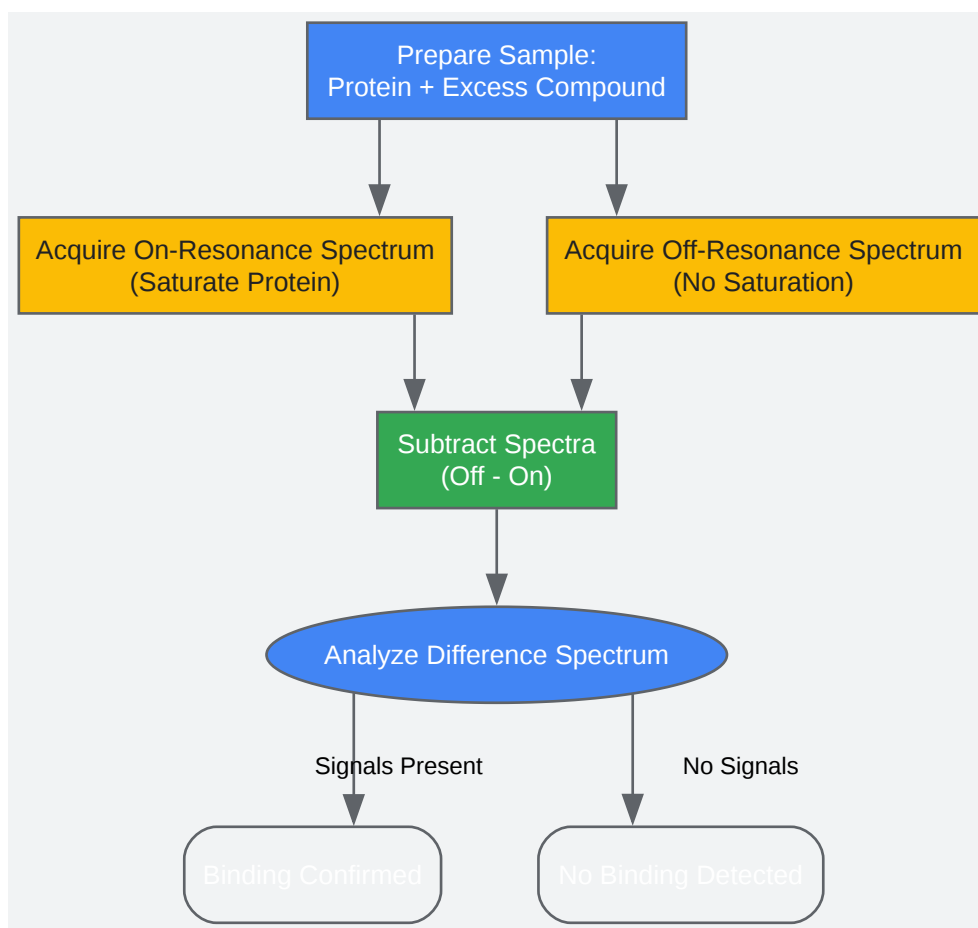 Prepare Sample:
Protein + Excess Compound
Acquire On-Resonance Spectrum
(Saturate Protein)
Acquire Off-Resonance Spectrum
(No Saturation)
Subtract Spectra
(Off - On)
Analyze Difference Spectrum
Signals Present
No Signals
Binding Confirmed
No Binding Detected